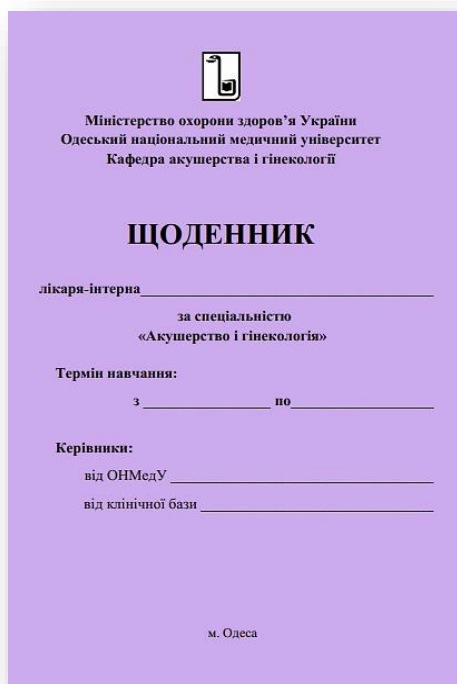 Міністерство охорони здоров’я України
Одеський національний медичний університет
Кафедра акушерства і гінекології
ЩОДЕННИК
лікаря-інтерна
за спеціальністю
«Акушерство і гінекологія»
Термін навчання:
з по
Керівники:
від ОНМедУ
від клінічної бази
м. Одеса